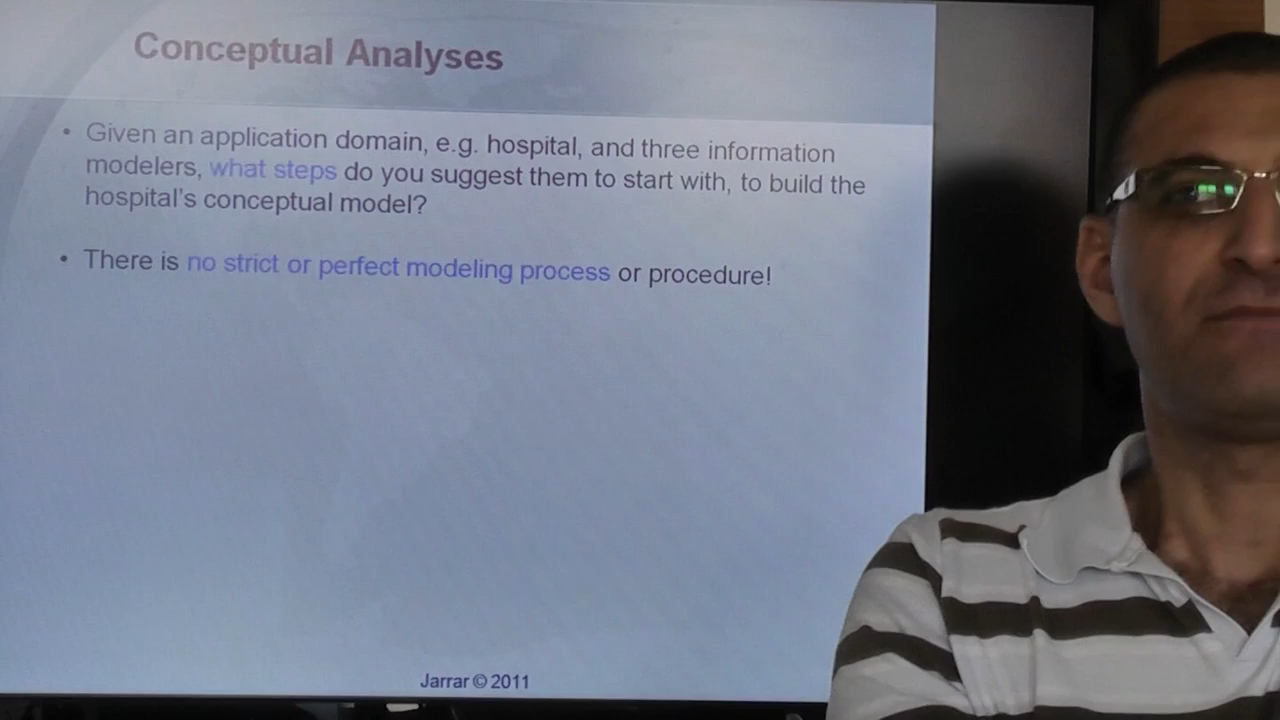 Conceptual Analyses
• Given an application domain, e.g. hospital, and three information
modelers, what steps do you suggest them to start with, to build the
hospital's conceptual model?
• There is no strict or perfect modeling process or procedure!
Jarrar © 2011